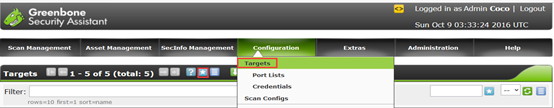 Greenbone
Security Assistant
Logged in as Admin Coco | Logout
Sun Oct 9 03:33:24 2016 UTC
Scan Management
Asset Management
SecInfo Management
Configuration
Extras
Administration
Help
Targets
1 - 5 of 5 (total: 5)
?
Targets
Port Lists
Credentials
Scan Configs
Filter:
rows=10 first=1 sort=name
---